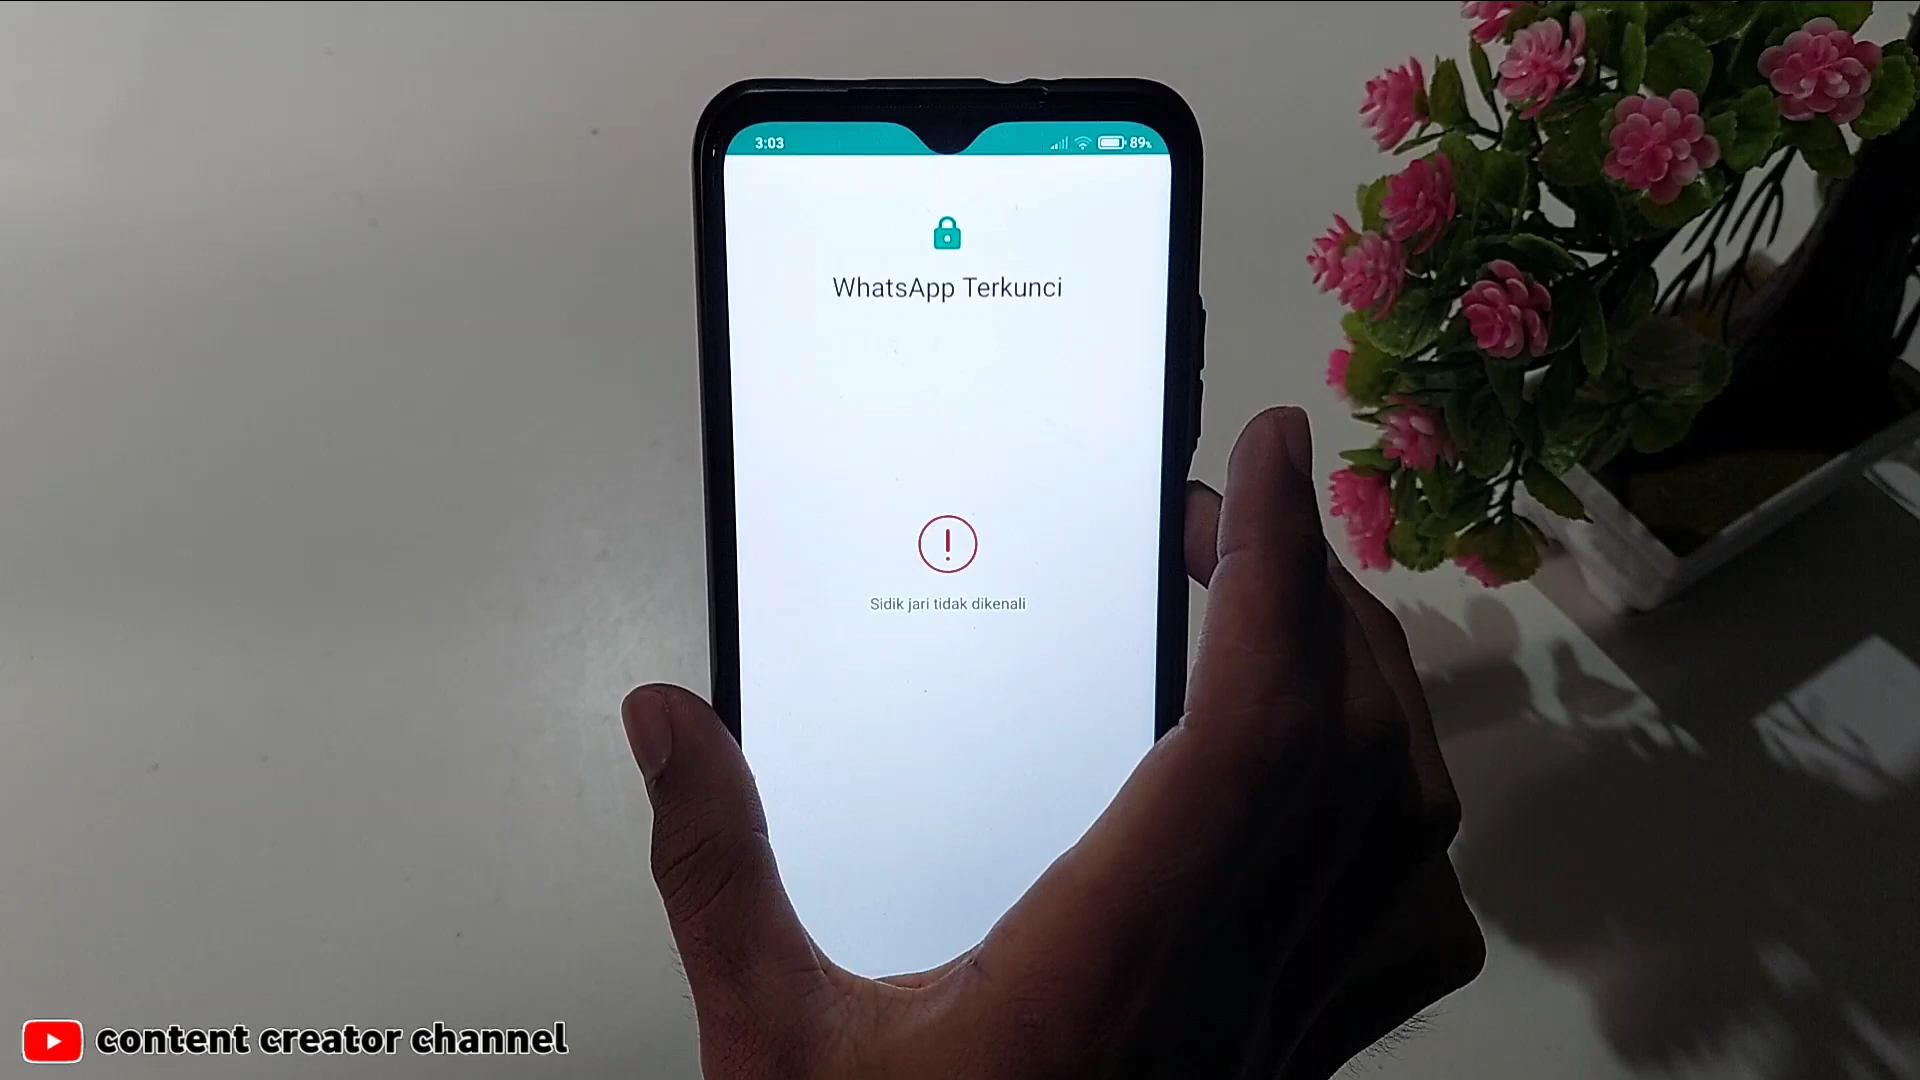 3:03
89%
WhatsApp Terkunci
Sidik jari tidak dikenali
content creator channel